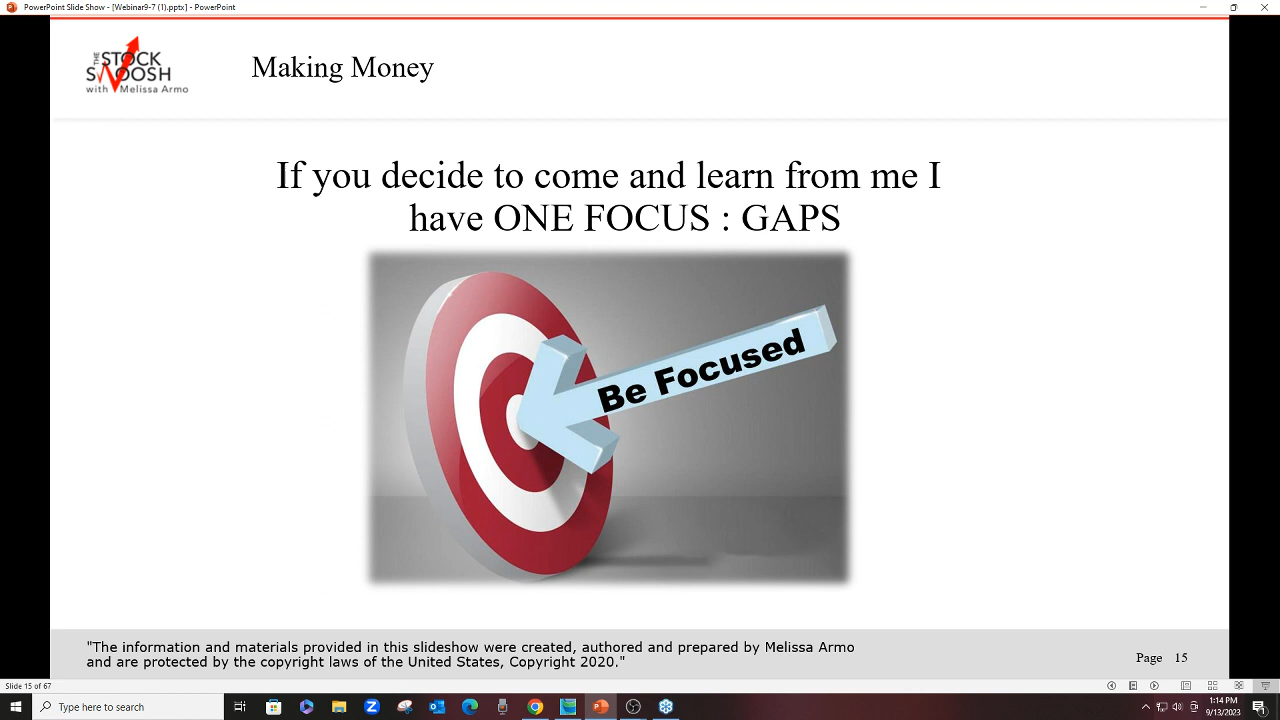 PowerPoint Slide Show - [Webinar9-7 (1).pptx] - PowerPoint
THE
STOCK
SWOOSH
with Melissa Armo
Making Money
If you decide to come and learn from me I
have ONE FOCUS : GAPS
Be Focused
"The information and materials provided in this slideshow were created, authored and prepared by Melissa Armo
and are protected by the copyright laws of the United States, Copyright 2020."
Page 15
Slide 15 of 67
Type here to search
1:14 PM
9/13/2023